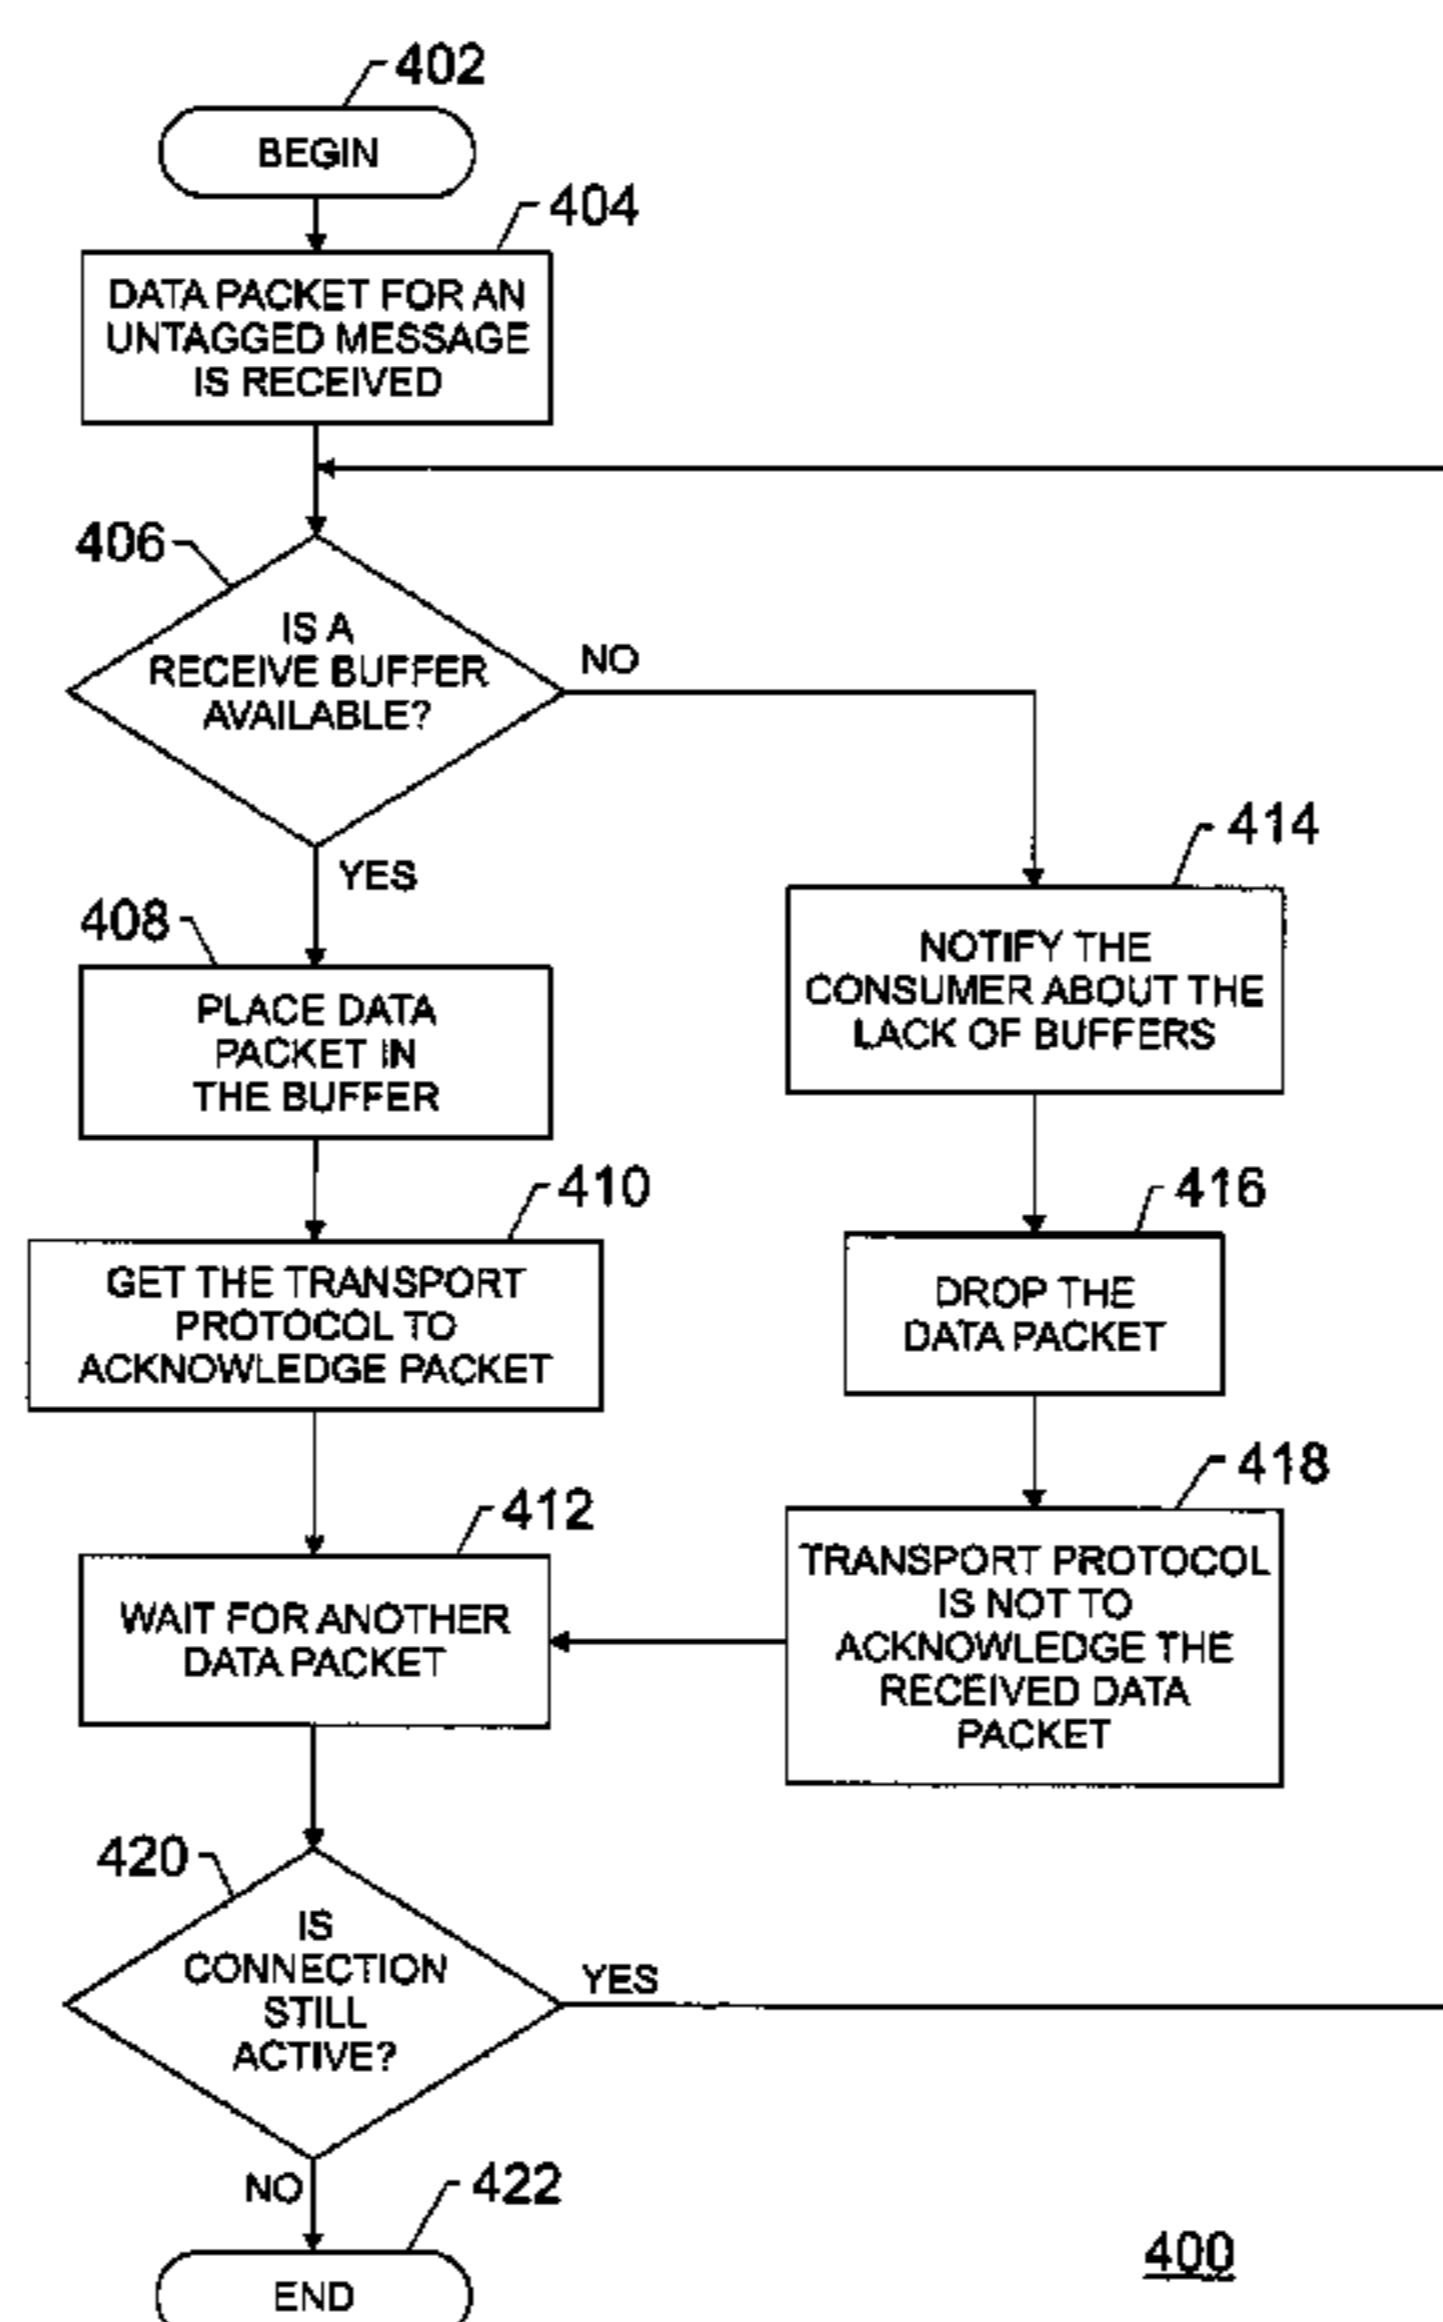 402
BEGIN
404
DATA PACKET FOR AN
UNTAGGED MESSAGE
IS RECEIVED
406
IS A
RECEIVE BUFFER
AVAILABLE?
NO
YES
414
NOTIFY THE
CONSUMER ABOUT THE
LACK OF BUFFERS
408
PLACE DATA
PACKET IN
THE BUFFER
410
GET THE TRANSPORT
PROTOCOL TO
ACKNOWLEDGE PACKET
416
DROP THE
DATA PACKET
418
TRANSPORT PROTOCOL
IS NOT TO
ACKNOWLEDGE THE
RECEIVED DATA
PACKET
412
WAIT FOR ANOTHER
DATA PACKET
420
IS
CONNECTION
STILL
ACTIVE?
YES
NO
422
END
400